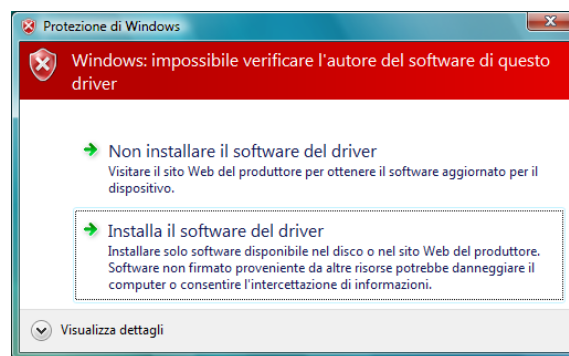 Protezione di Windows
Windows: impossibile verificare l'autore del software di questo
driver
Non installare il software del driver
Visitare il sito Web del produttore per ottenere il software aggiornato per il
dispositivo.
Installa il software del driver
Installare solo software disponibile nel disco o nel sito Web del produttore.
Software non firmato proveniente da altre risorse potrebbe danneggiare il
computer o consentire l'intercettazione di informazioni.
Visualizza dettagli